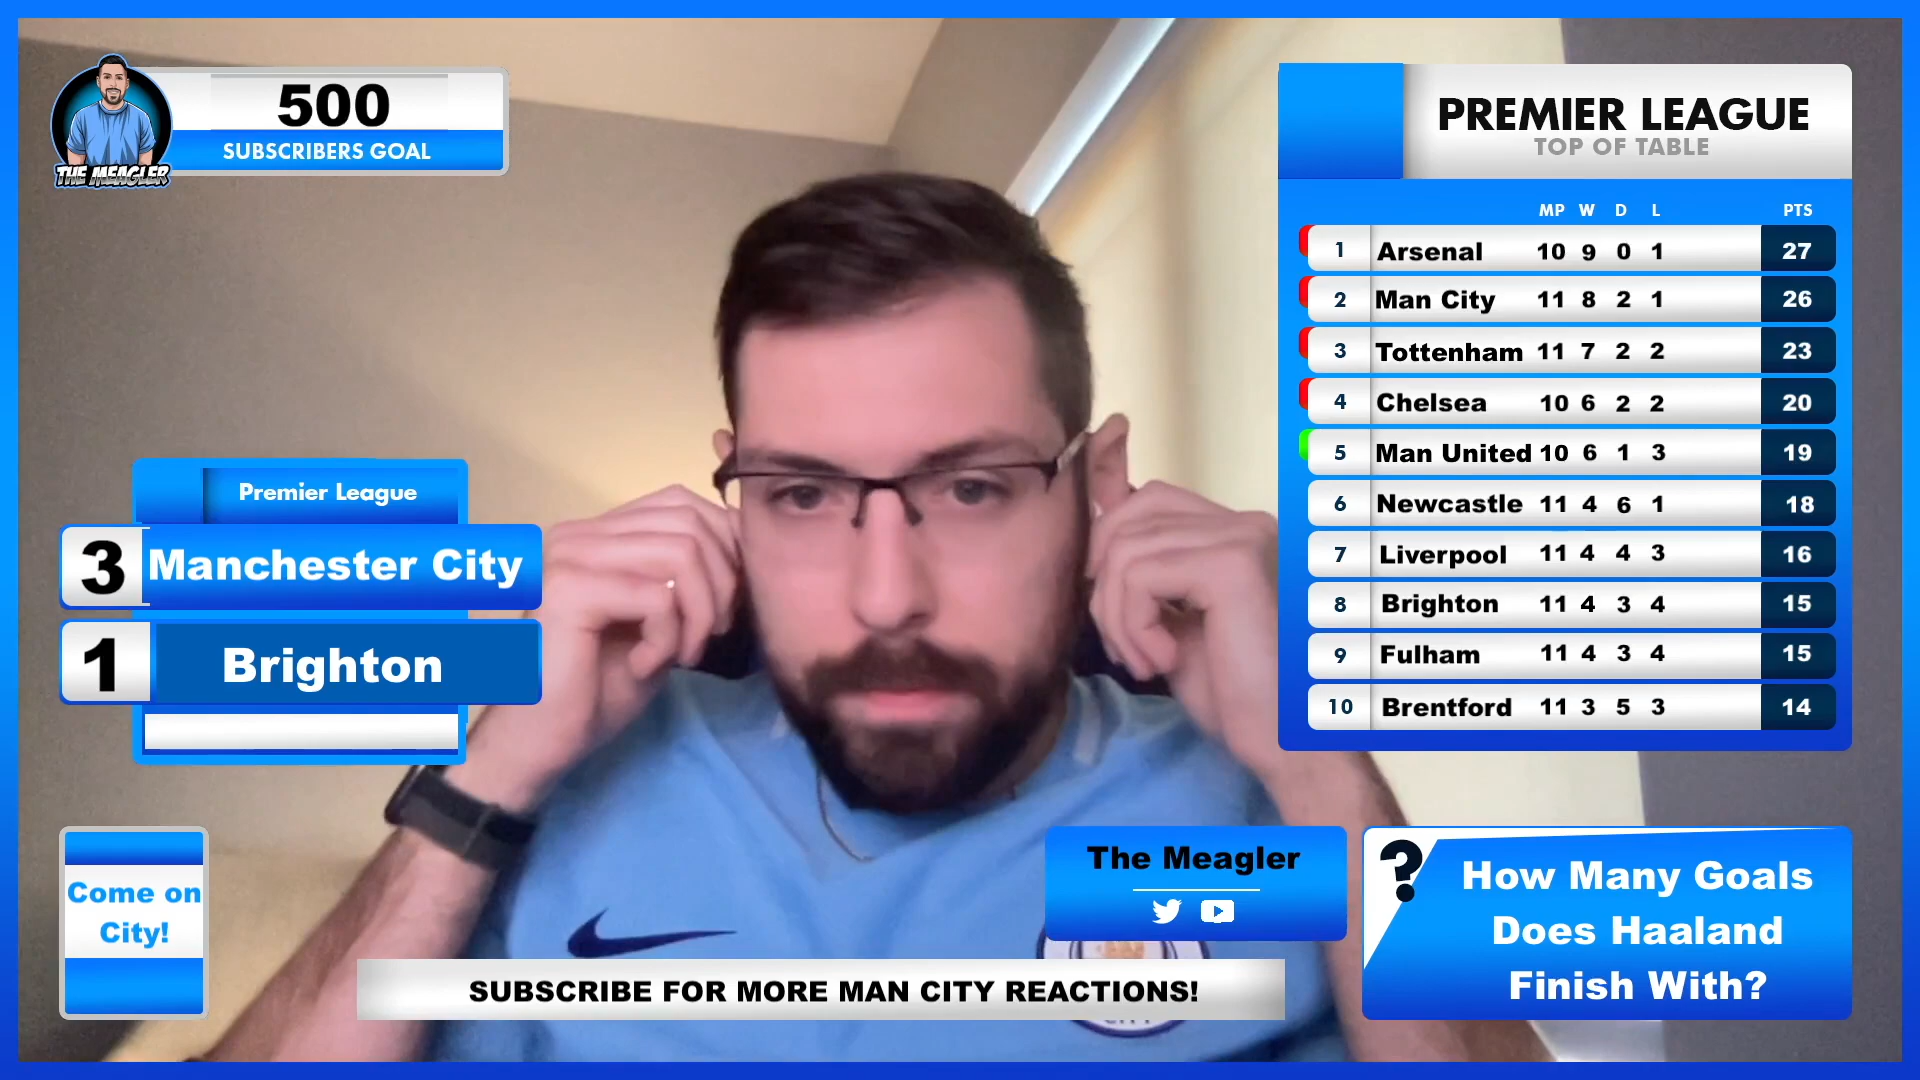 500
SUBSCRIBERS GOAL
THE MEAGLER
PREMIER LEAGUE
TOP OF TABLE
MP W D L PTS
1 Arsenal 10 9 0 1 27
2 Man City 11 8 2 1 26
3 Tottenham 11 7 2 2 23
4 Chelsea 10 6 2 2 20
5 Man United 10 6 1 3 19
6 Newcastle 11 4 6 1 18
7 Liverpool 11 4 4 3 16
8 Brighton 11 4 3 4 15
9 Fulham 11 4 3 4 15
10 Brentford 11 3 5 3 14
Premier League
3 Manchester City
1 Brighton
Come on
City!
The Meagler
?
How Many Goals
Does Haaland
Finish With?
SUBSCRIBE FOR MORE MAN CITY REACTIONS!
CITY